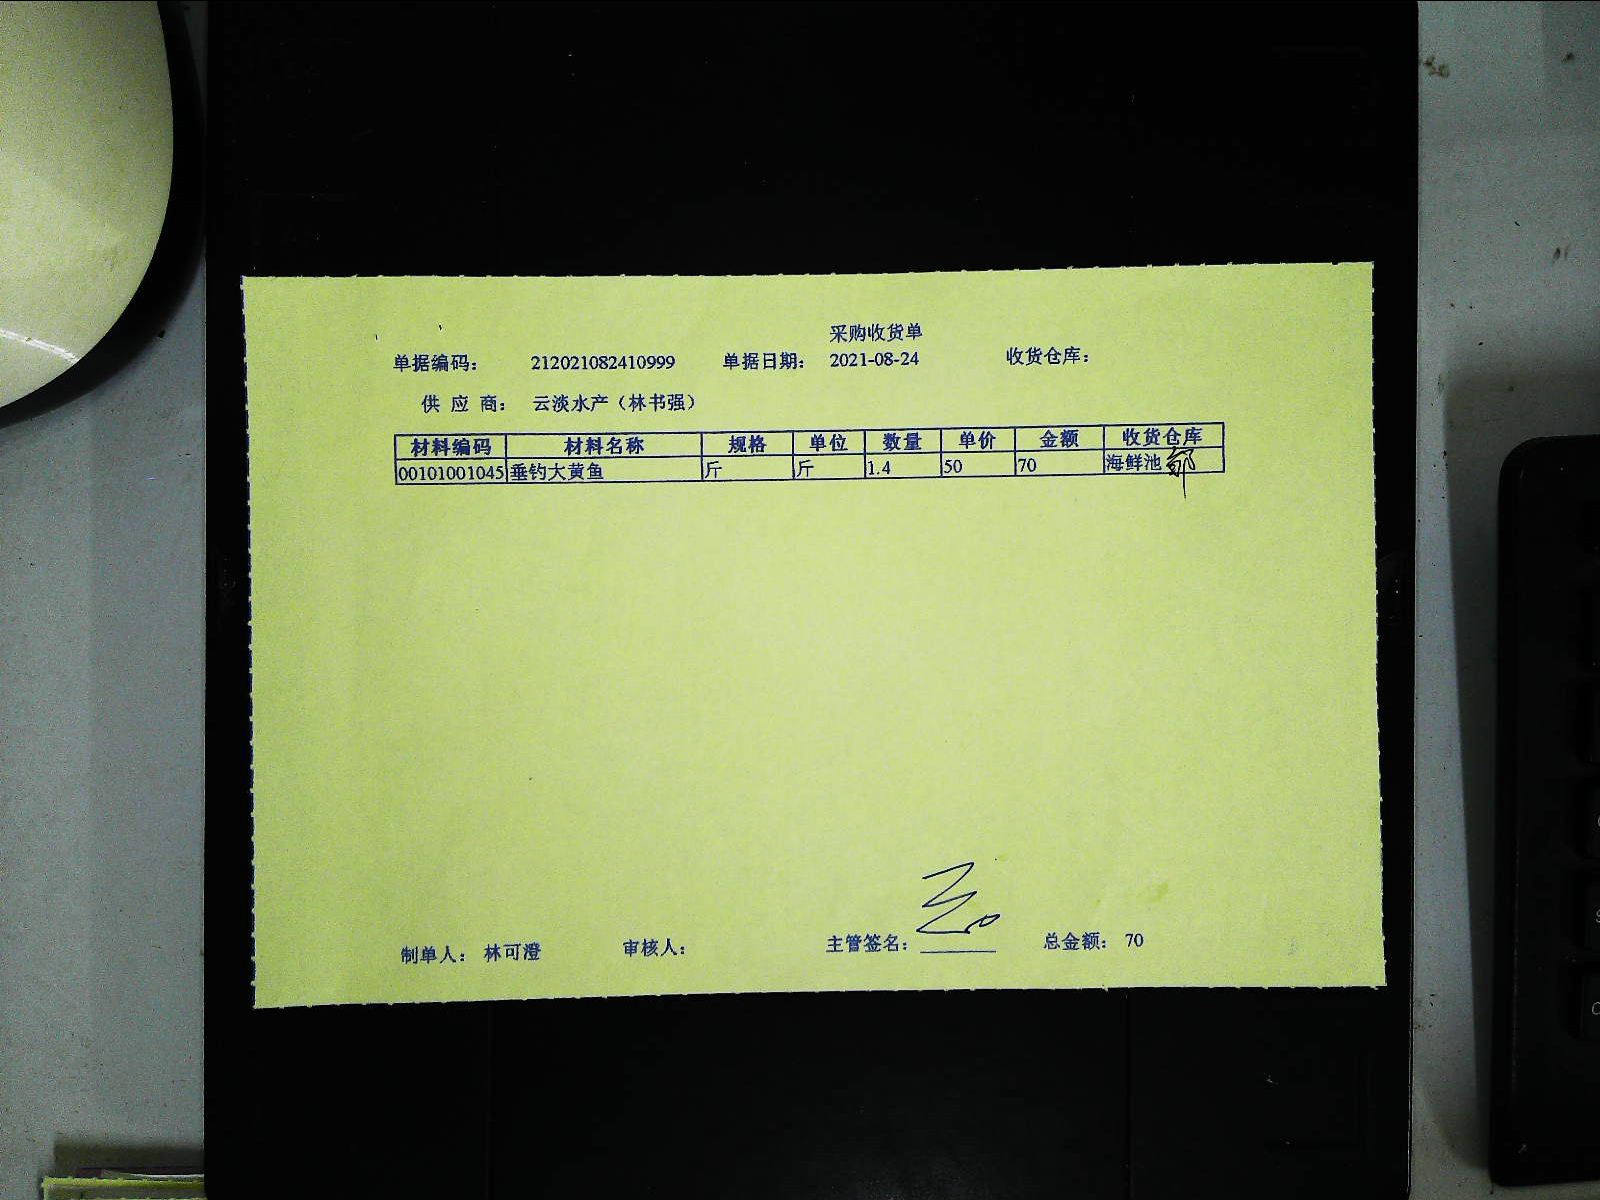 采购收货单
单据编码： 212021082410999 单据日期： 2021-08-24 收货仓库：
供 应 商： 云淡水产（林书强）
材料编码 材料名称 规格 单位 数量 单价 金额 收货仓库
00101001045 垂钓大黄鱼 斤 斤 1.4 50 70 海鲜池
制单人： 林可澄 审核人： 主管签名： 总金额： 70